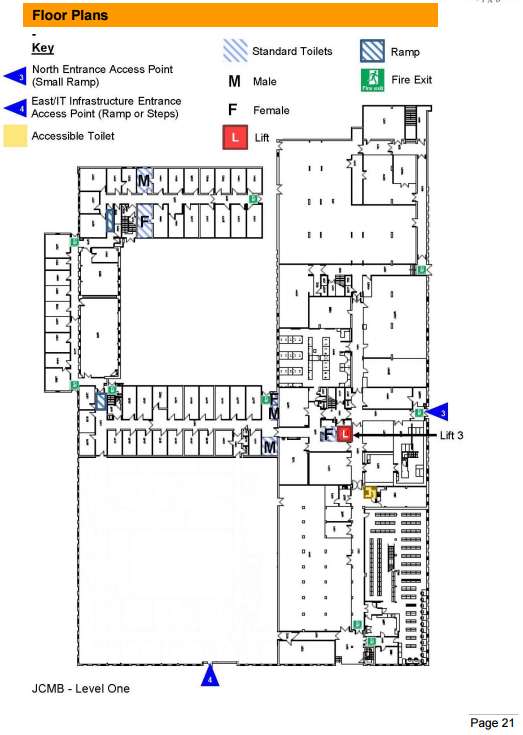 Floor Plans
-
Key
3
North Entrance Access Point
(Small Ramp)
4
East/IT Infrastructure Entrance
Access Point (Ramp or Steps)
Accessible Toilet
Standard Toilets
M Male
F Female
L Lift
Ramp
Fire exit
Fire Exit
M
F
F
M
M
F
L
3
Lift 3
4
JCMB - Level One
Page 21